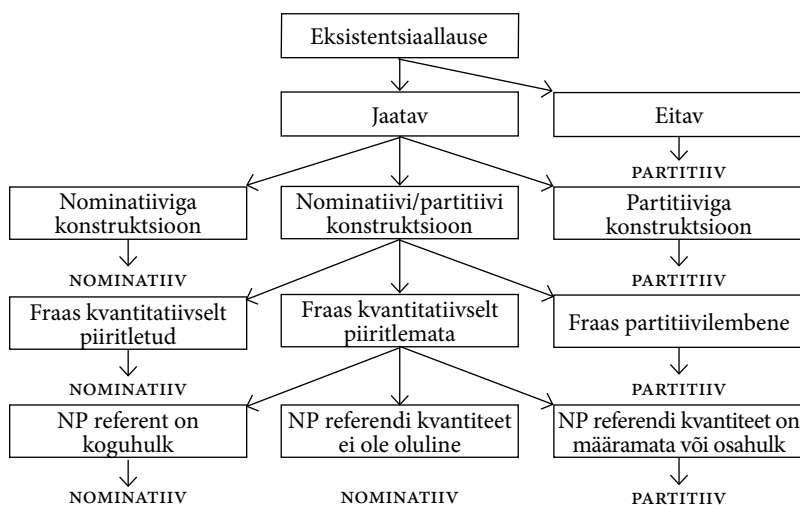 Eksistentsiaallause
Jaatav
Eitav
PARTITIIV
Nominatiiviga
konstruktsioon
Nominatiivi/partitiivi
konstruktsioon
Partitiiviga
konstruktsioon
NOMINATIIV
PARTITIIV
Fraas kvantitatiivselt
piiritletud
Fraas kvantitatiivselt
piiritlemata
Fraas partitiivilembene
NOMINATIIV
PARTITIIV
NP referent on
koguhulk
NP referendi kvantiteet
ei ole oluline
NP referendi kvantiteet on
määramata või osahulk
NOMINATIIV
NOMINATIIV
PARTITIIV